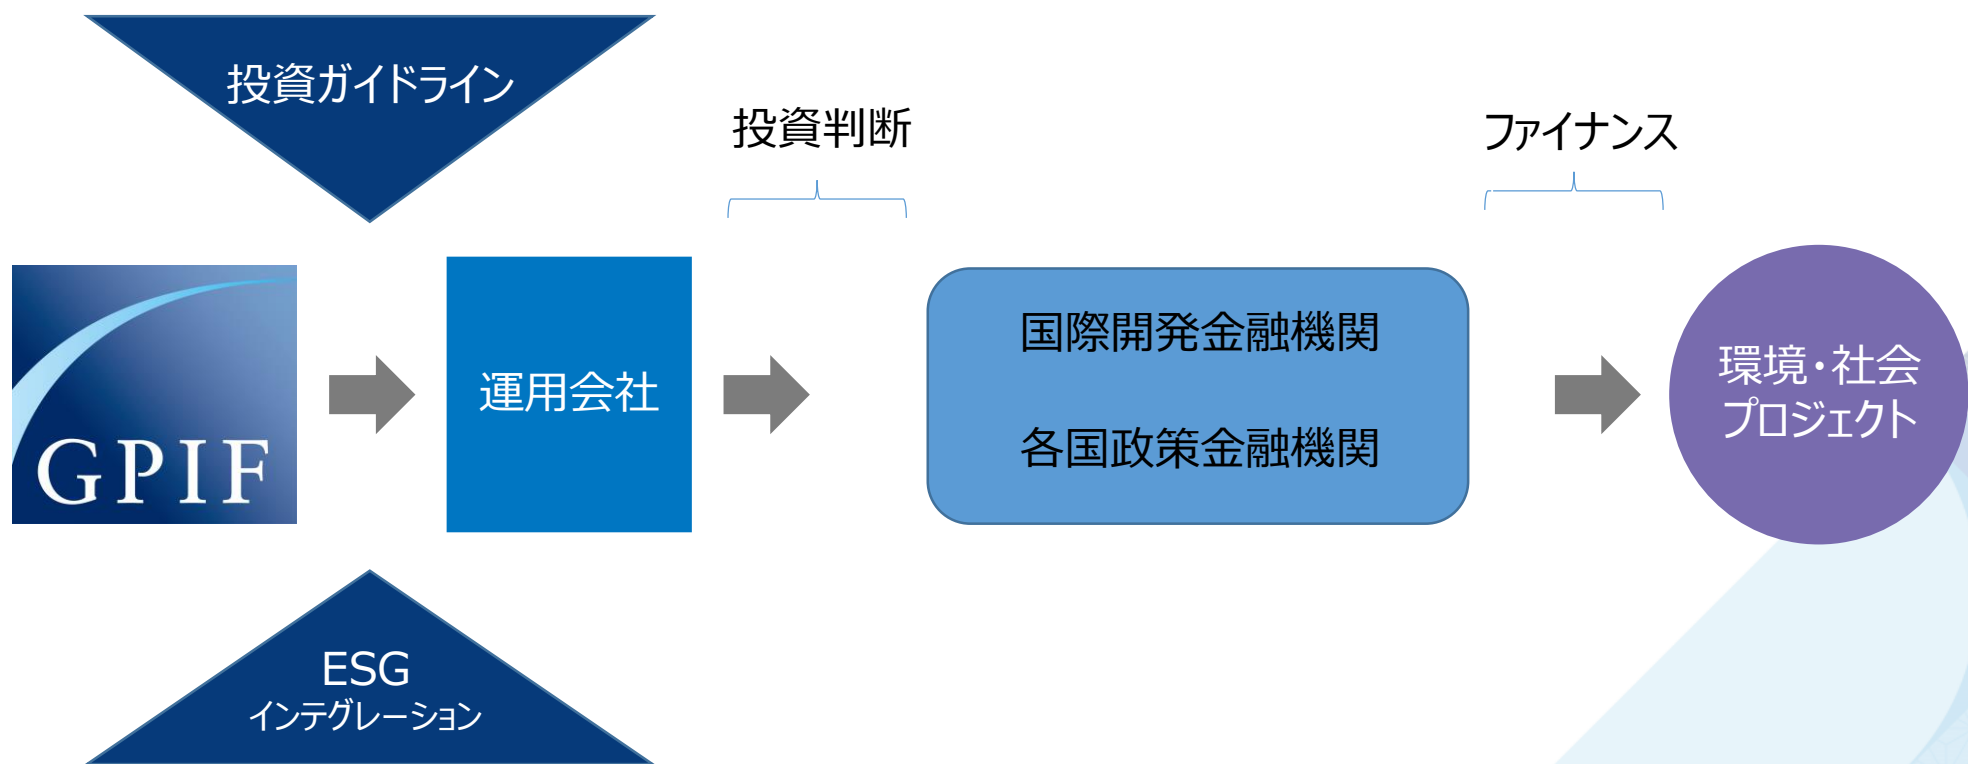 投資ガイドライン
投資判断
ファイナンス
GPIF
運用会社
国際開発金融機関
各国政策金融機関
環境・社会
プロジェクト
ESG
インテグレーション